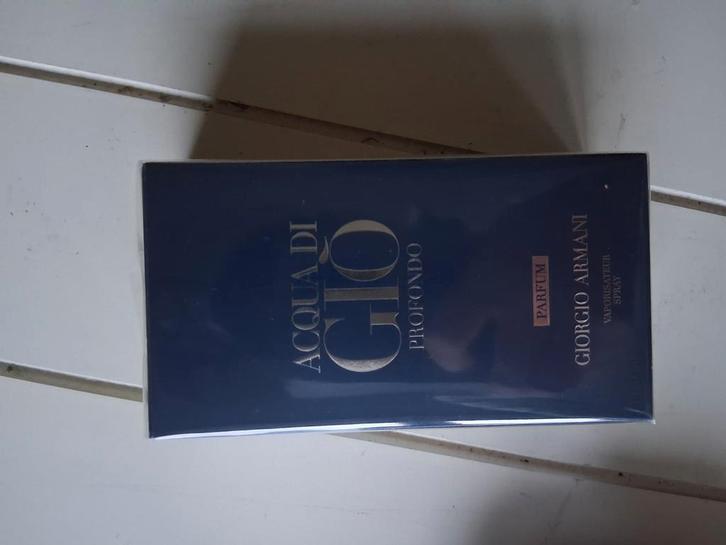 ACQUA DI
GIÒ
PROFONDO
PARFUM
GIORGIO ARMANI
VAPORISATEUR
SPRAY